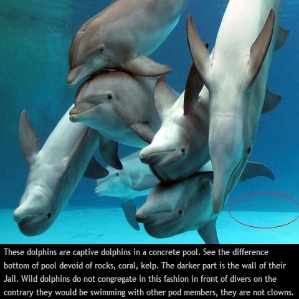 These dolphins are captive dolphins in a concrete pool. See the difference
bottom of pool devoid of rocks, coral, kelp. The darker part is the wall of their
Jail. Wild dolphins do not congregate in this fashion in front of divers on the
contrary they would be swimming with other pod members, they are not clowns.